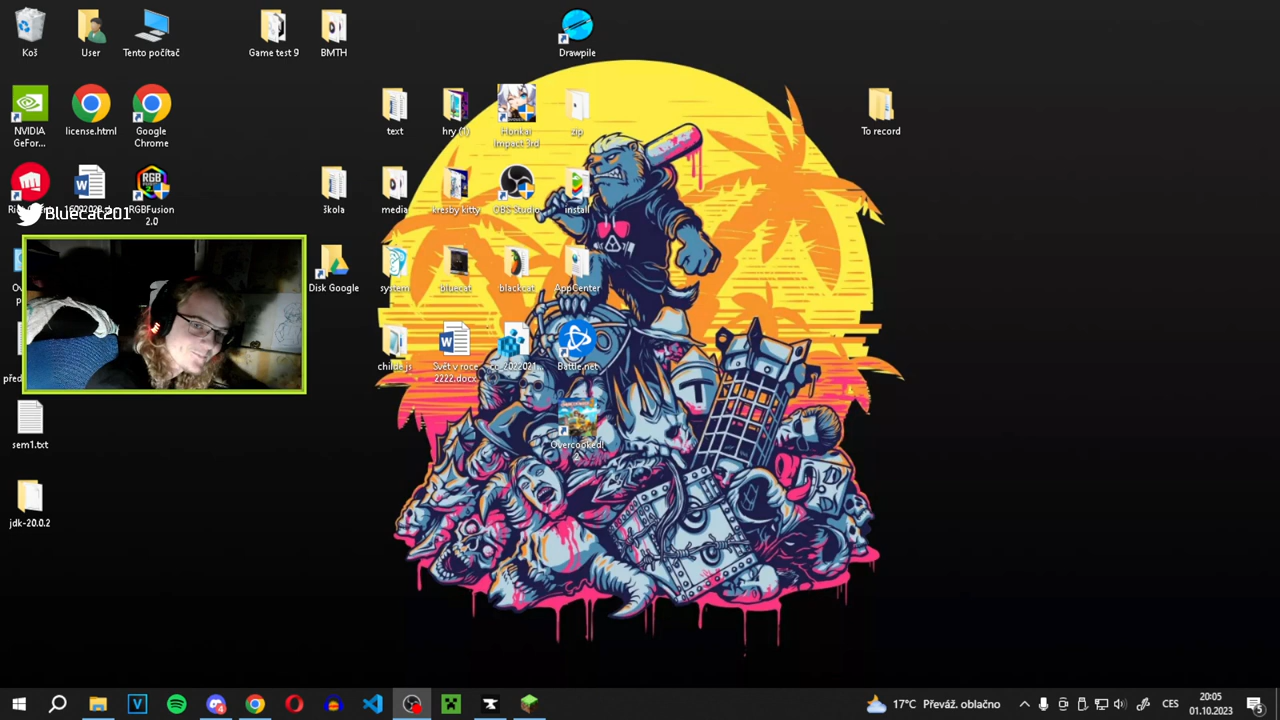 Koš
User
Tento počítač
Game test 9
BMTH
Drawpile
NVIDIA
GeFor...
license.html
Google
Chrome
text
hry (1)
Honkai
Impact 3rd
zip
To record
RGBFusion
2.0
škola
media
kresby kitty
OBS Studio
install
Bluecat201
Disk Google
system
bluecat
blackcat
AppCenter
childe.js
Svět v roce
2222.docx
cc_2022021...
Battle.net
sem1.txt
Overcooked!
2
jdk-20.0.2
T
17°C Převáž. oblačno
CES
20:05
01.10.2023
5